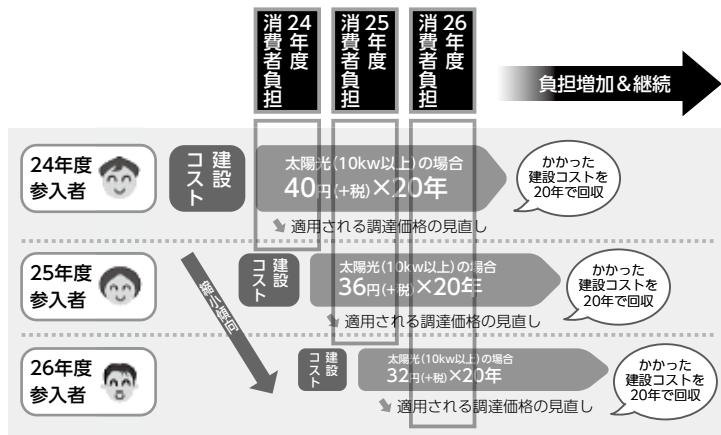 24年度
消費者負担
25年度
消費者負担
26年度
消費者負担
負担増加＆継続
24年度
参入者
建設
コスト
太陽光（10kw以上）の場合
40円（+税）×20年
かかった
建設コストを
20年で回収
適用される調達価格の見直し
25年度
参入者
縮小傾向
建設
コスト
太陽光（10kw以上）の場合
36円（+税）×20年
かかった
建設コストを
20年で回収
適用される調達価格の見直し
26年度
参入者
建設
コスト
太陽光（10kw以上）の場合
32円（+税）×20年
かかった
建設コストを
20年で回収
適用される調達価格の見直し